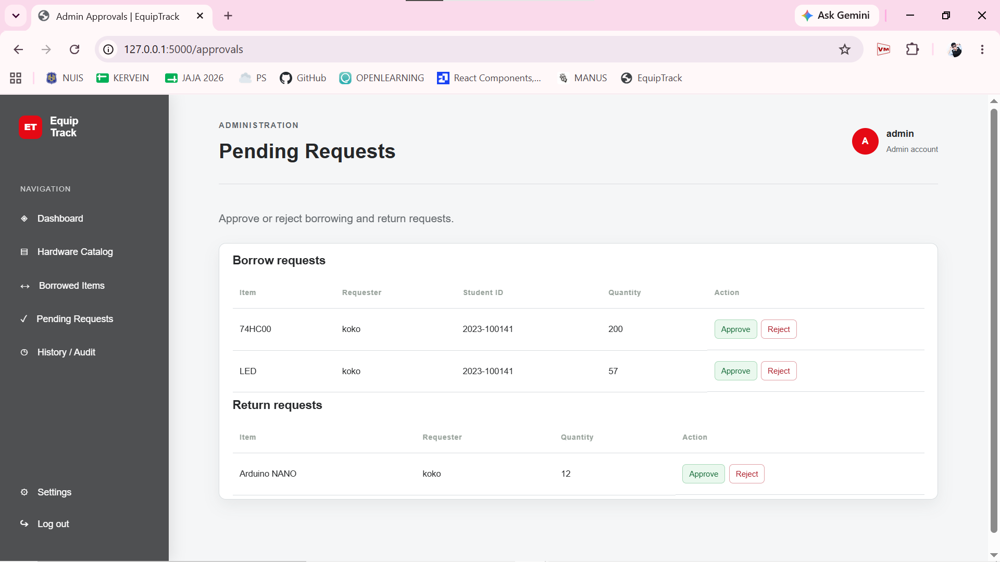 Admin Approvals | EquipTrack
Ask Gemini
127.0.0.1:5000/approvals
VM
NUIS
KERVEIN
JAJA 2026
PS
GitHub
OPENLEARNING
React Components,...
MANUS
EquipTrack
ET
Equip
Track
NAVIGATION
Dashboard
Hardware Catalog
Borrowed Items
Pending Requests
History / Audit
Settings
Log out
ADMINISTRATION
Pending Requests
A
admin
Admin account
Approve or reject borrowing and return requests.
Borrow requests
Item Requester Student ID Quantity Action
74HC00 koko 2023-100141 200 Approve Reject
LED koko 2023-100141 57 Approve Reject
Return requests
Item Requester Quantity Action
Arduino NANO koko 12 Approve Reject